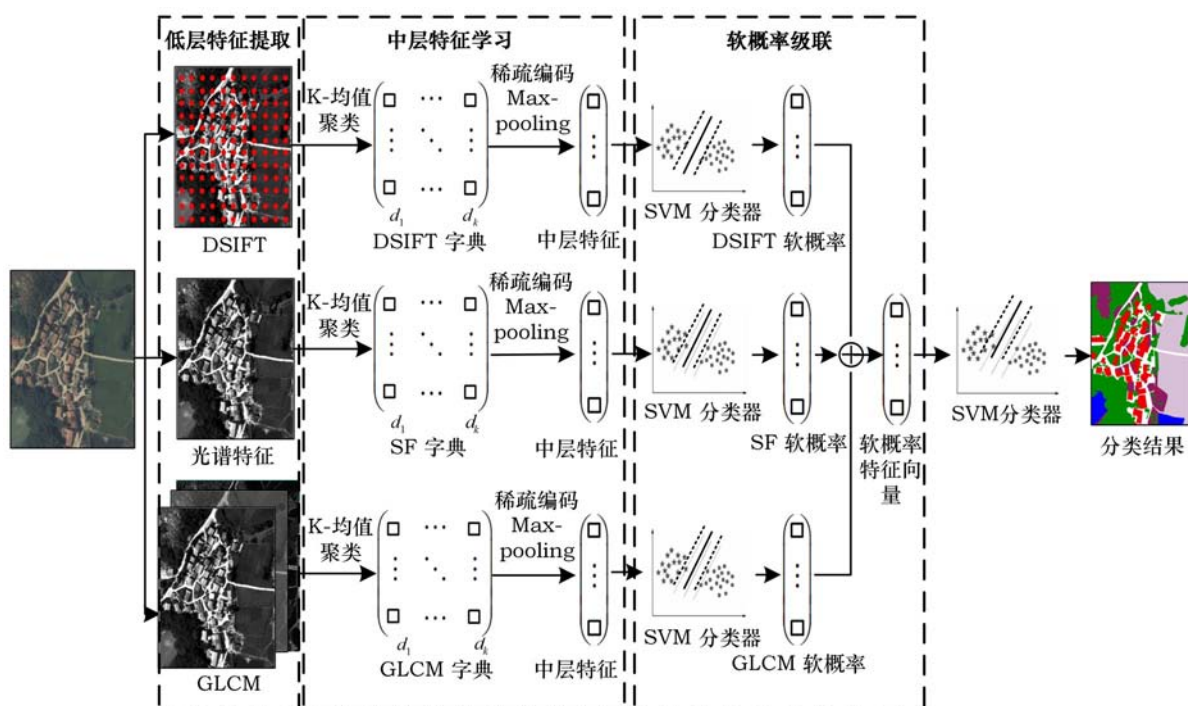 低层特征提取
中层特征学习
软概率级联
K-均值
聚类
稀疏编码
Max-
pooling
d₁
dₖ
DSIFT
DSIFT 字典
中层特征
SVM 分类器
DSIFT 软概率
K-均值
聚类
稀疏编码
Max-
pooling
d₁
dₖ
光谱特征
SF 字典
中层特征
SVM 分类器
SF 软概率
软概率
特征向
量
SVM分类器
分类结果
K-均值
聚类
稀疏编码
Max-
pooling
d₁
dₖ
GLCM
GLCM 字典
中层特征
SVM 分类器
GLCM 软概率